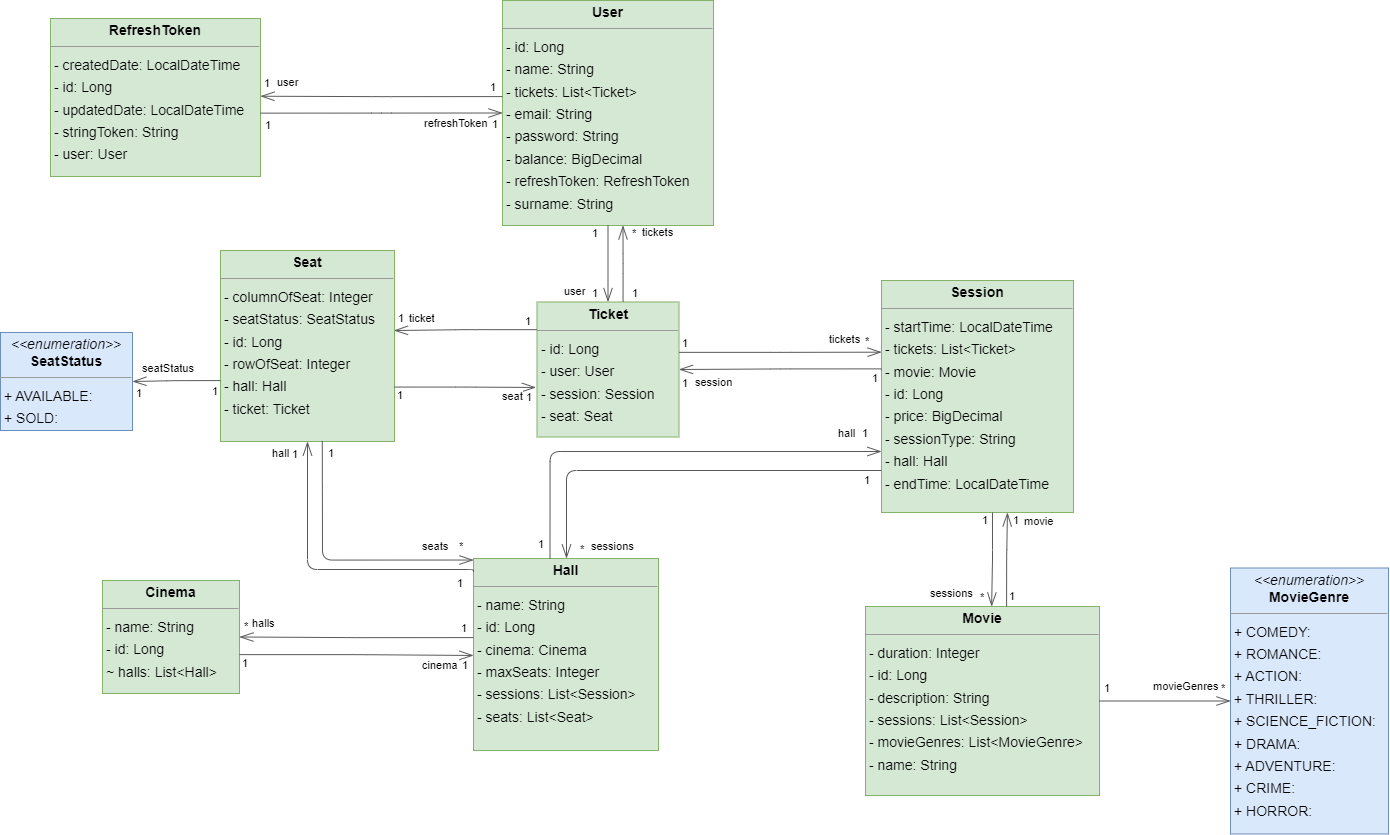 RefreshToken
- createdDate: LocalDateTime
- id: Long
- updatedDate: LocalDateTime
- stringToken: String
- user: User
User
- id: Long
- name: String
- tickets: List<Ticket>
- email: String
- password: String
- balance: BigDecimal
- refreshToken: RefreshToken
- surname: String
1 user
1
1
refreshToken 1
1
* tickets
user 1
1
Seat
- columnOfSeat: Integer
- seatStatus: SeatStatus
- id: Long
- rowOfSeat: Integer
- hall: Hall
- ticket: Ticket
<<enumeration>>
SeatStatus
+ AVAILABLE:
+ SOLD:
seatStatus
1
1
1 ticket
1
1
seat 1
Ticket
- id: Long
- user: User
- session: Session
- seat: Seat
1
tickets *
1 session
1
Session
- startTime: LocalDateTime
- tickets: List<Ticket>
- movie: Movie
- id: Long
- price: BigDecimal
- sessionType: String
- hall: Hall
- endTime: LocalDateTime
hall 1
1
1
* sessions
hall 1
1
seats *
1
Hall
- name: String
- id: Long
- cinema: Cinema
- maxSeats: Integer
- sessions: List<Session>
- seats: List<Seat>
Cinema
- name: String
- id: Long
~ halls: List<Hall>
* halls
1
1
cinema 1
1
1 movie
sessions *
1
Movie
- duration: Integer
- id: Long
- description: String
- sessions: List<Session>
- movieGenres: List<MovieGenre>
- name: String
1
movieGenres *
<<enumeration>>
MovieGenre
+ COMEDY:
+ ROMANCE:
+ ACTION:
+ THRILLER:
+ SCIENCE_FICTION:
+ DRAMA:
+ ADVENTURE:
+ CRIME:
+ HORROR: